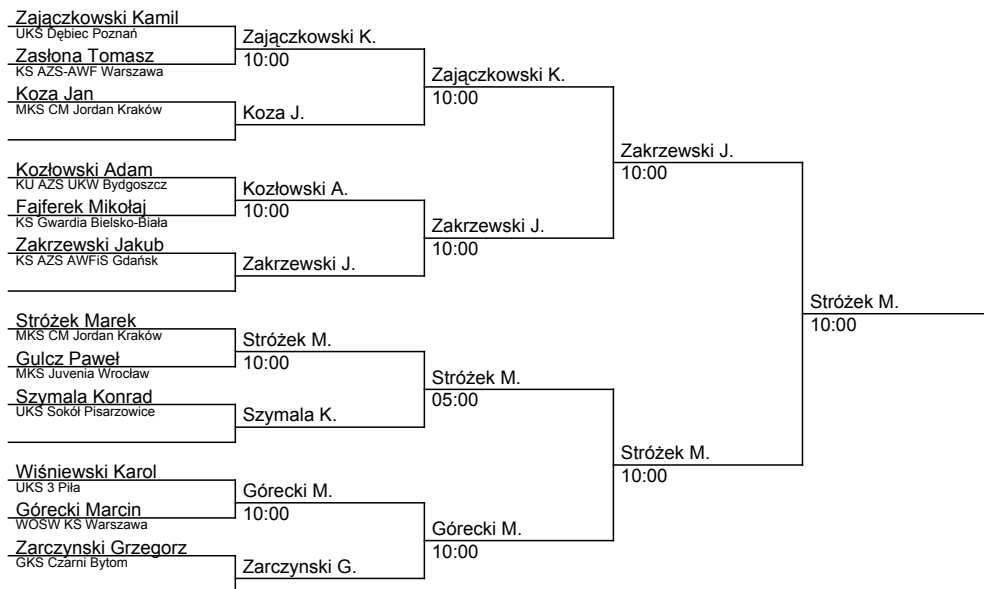 Zajączkowski Kamil
UKS Dębiec Poznań
Zajączkowski K.
10:00
Zasłona Tomasz
KS AZS-AWF Warszawa
Zajączkowski K.
10:00
Koza Jan
MKS CM Jordan Kraków
Koza J.
Zakrzewski J.
10:00
Kozłowski Adam
KU AZS UKW Bydgoszcz
Kozłowski A.
10:00
Fajferek Mikołaj
KS Gwardia Bielsko-Biała
Zakrzewski J.
10:00
Zakrzewski Jakub
KS AZS AWFiS Gdańsk
Zakrzewski J.
Stróżek M.
10:00
Stróżek Marek
MKS CM Jordan Kraków
Stróżek M.
10:00
Gulcz Paweł
MKS Juvenia Wrocław
Stróżek M.
05:00
Szymala Konrad
UKS Sokół Pisarzowice
Szymala K.
Stróżek M.
10:00
Wiśniewski Karol
UKS 3 Piła
Górecki M.
10:00
Górecki Marcin
WOSW KS Warszawa
Górecki M.
10:00
Zarczynski Grzegorz
GKS Czarni Bytom
Zarczynski G.